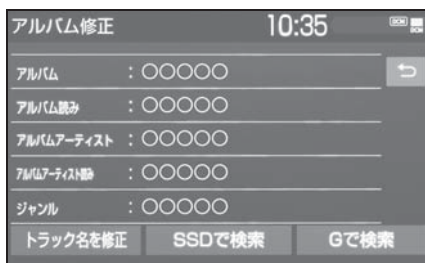 アルバム修正 10:35
アルバム : ○○○○○
アルバム読み : ○○○○○
アルバムアーティスト : ○○○○○
アルバムアーティスト読み : ○○○○○
ジャンル : ○○○○○
トラック名を修正 SSDで検索 Gで検索